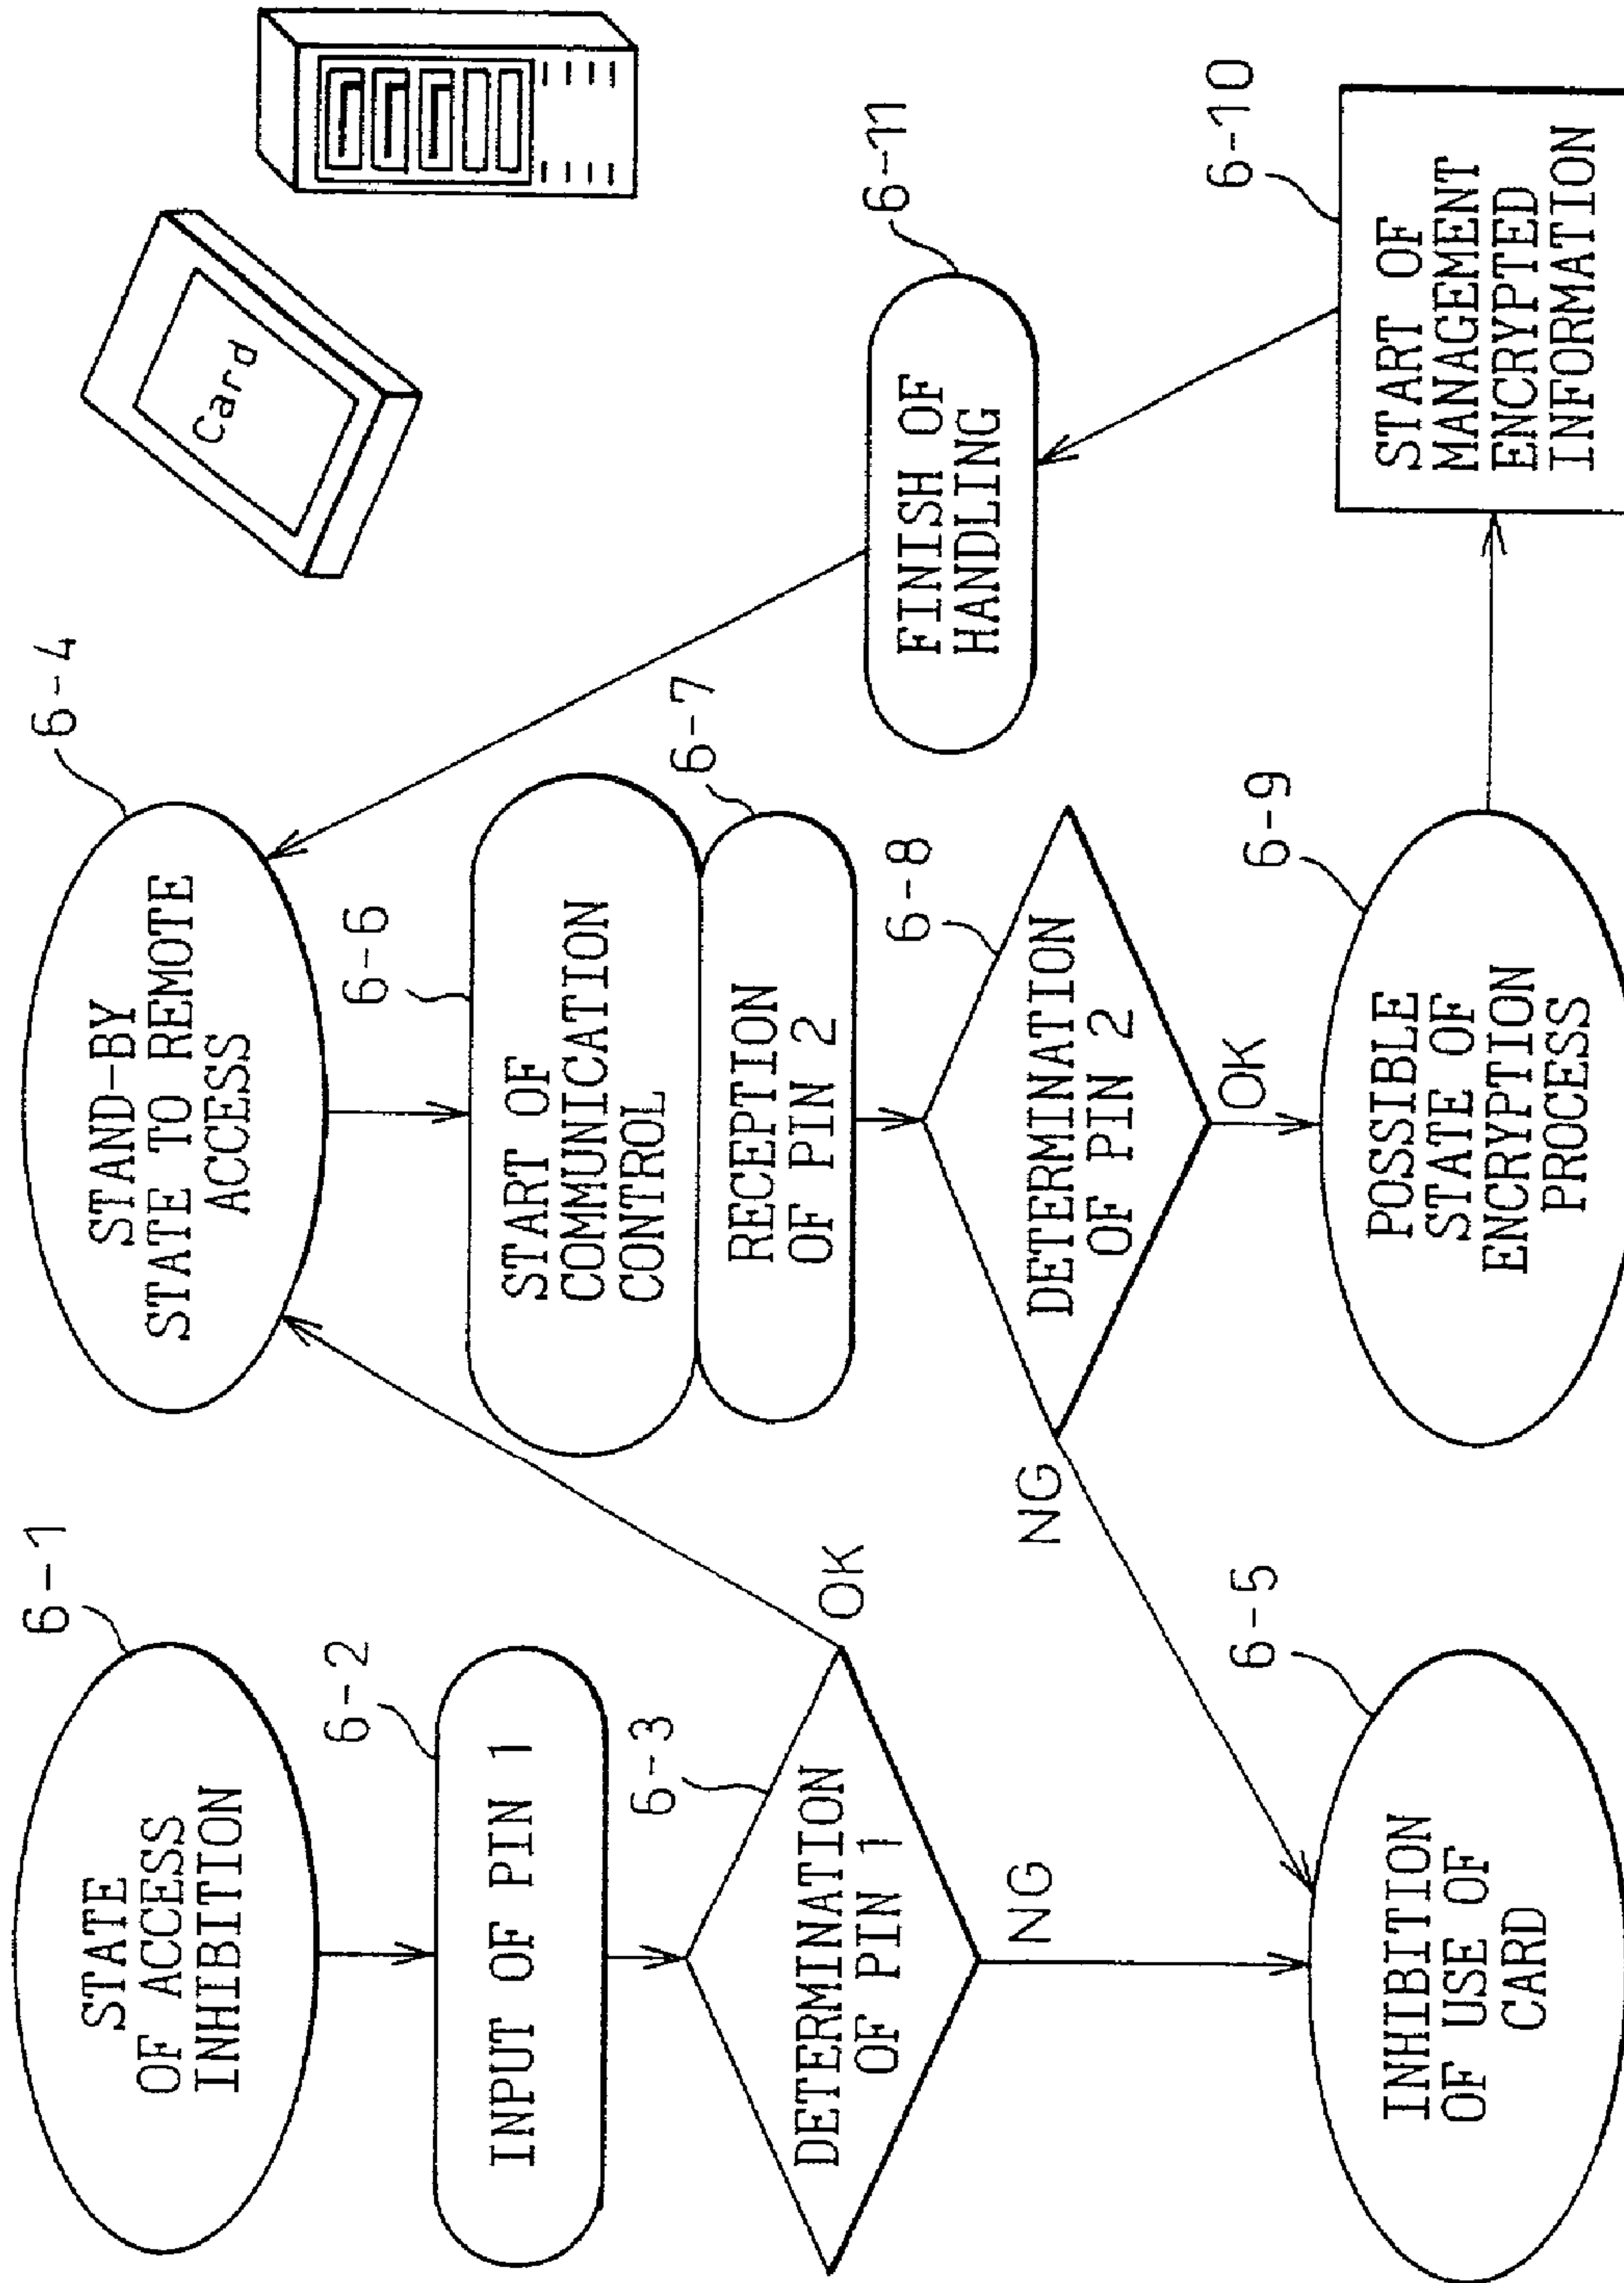 6-1
STATE
OF ACCESS
INHIBITION
6-2
INPUT OF PIN 1
6-3
DETERMINATION
OF PIN 1
OK
NG
6-5
INHIBITION
OF USE OF
CARD
6-4
STAND-BY
STATE TO REMOTE
ACCESS
6-6
START OF
COMMUNICATION
CONTROL
6-7
RECEPTION
OF PIN 2
6-8
DETERMINATION
OF PIN 2
NG
OK
6-9
POSSIBLE
STATE OF
ENCRYPTION
PROCESS
Card
6-11
FINISH OF
HANDLING
6-10
START OF
MANAGEMENT
ENCRYPTED
INFORMATION